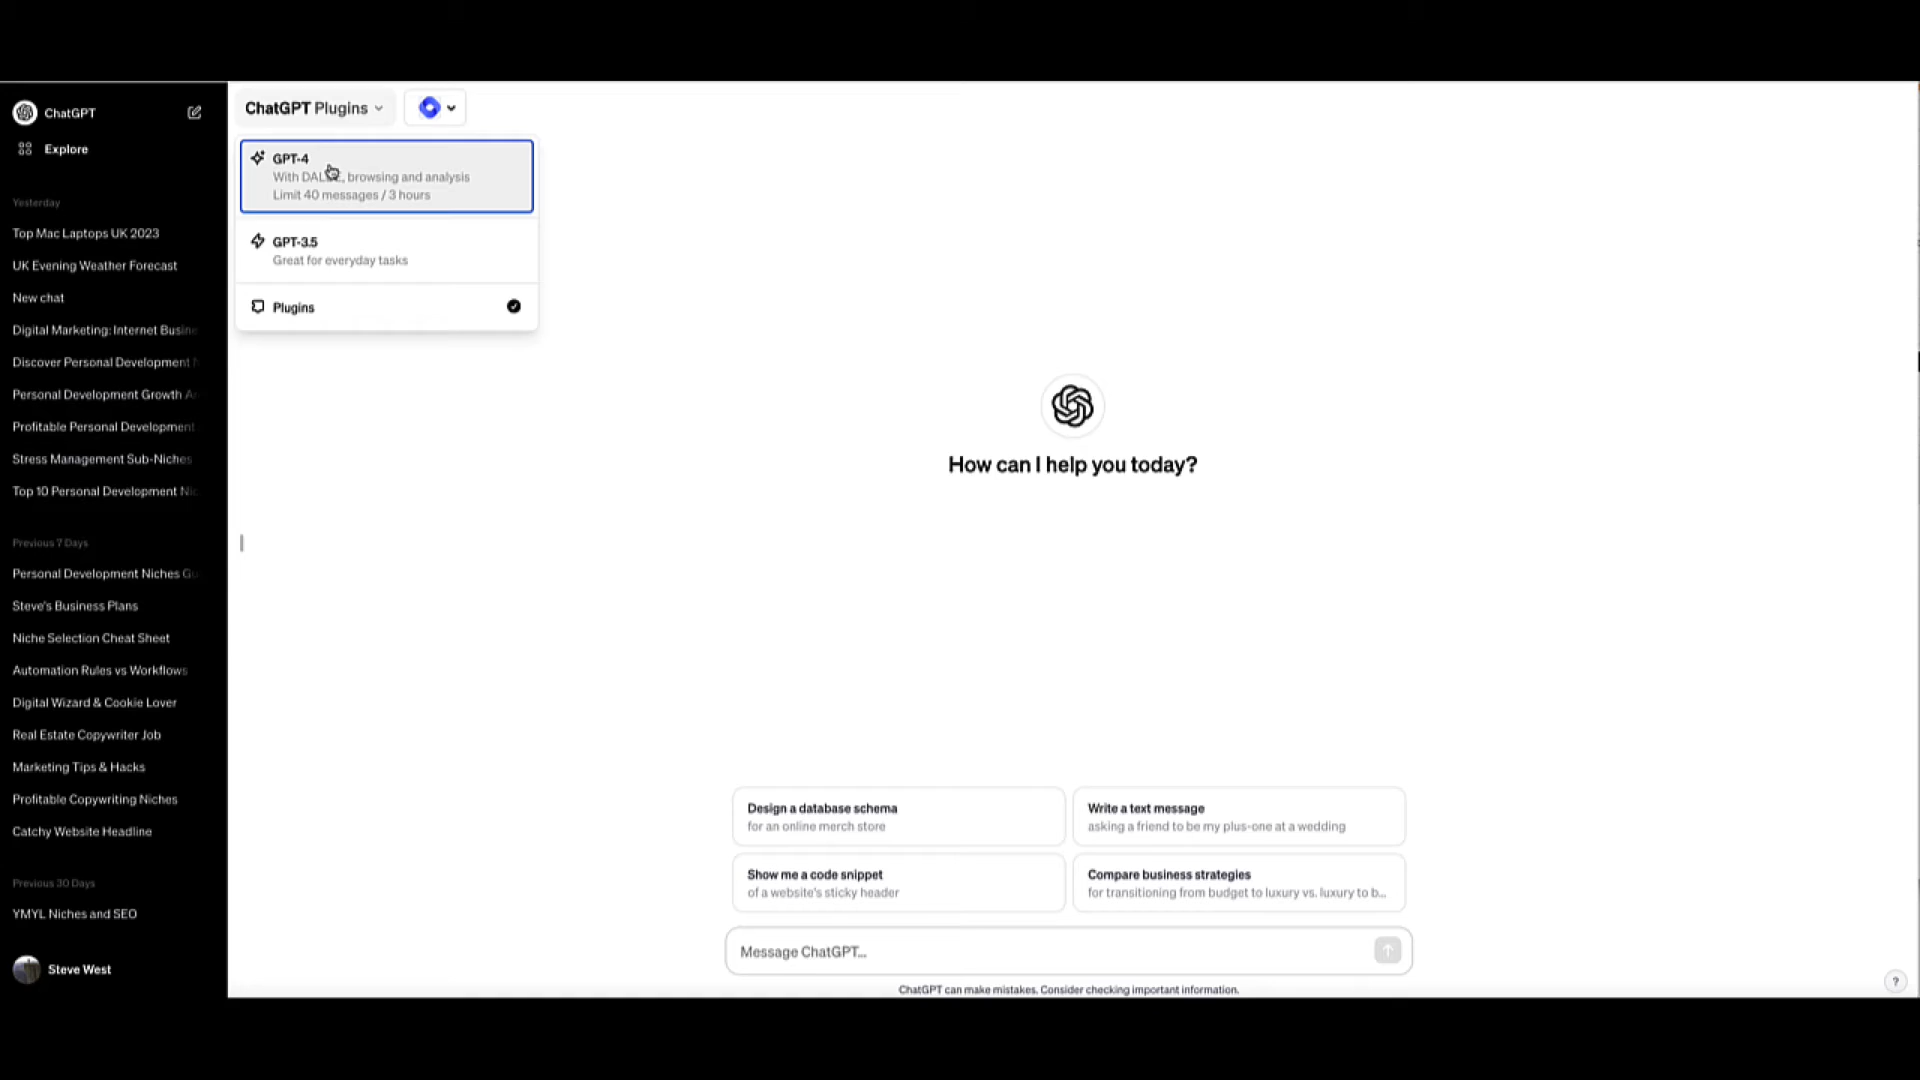 ChatGPT
Explore
Yesterday
Top Mac Laptops UK 2023
UK Evening Weather Forecast
New chat
Digital Marketing: Internet Busine
Discover Personal Development
Personal Development Growth A
Profitable Personal Development
Stress Management Sub-Niches
Top 10 Personal Development Nic
Previous 7 Days
Personal Development Niches Gu
Steve's Business Plans
Niche Selection Cheat Sheet
Automation Rules vs Workflows
Digital Wizard & Cookie Lover
Real Estate Copywriter Job
Marketing Tips & Hacks
Profitable Copywriting Niches
Catchy Website Headline
Previous 30 Days
YMYL Niches and SEO
Steve West
ChatGPT Plugins
GPT-4
With DALL·E, browsing and analysis
Limit 40 messages / 3 hours
GPT-3.5
Great for everyday tasks
Plugins
How can I help you today?
Design a database schema
for an online merch store
Write a text message
asking a friend to be my plus-one at a wedding
Show me a code snippet
of a website's sticky header
Compare business strategies
for transitioning from budget to luxury vs. luxury to b...
Message ChatGPT...
ChatGPT can make mistakes. Consider checking important information.
?